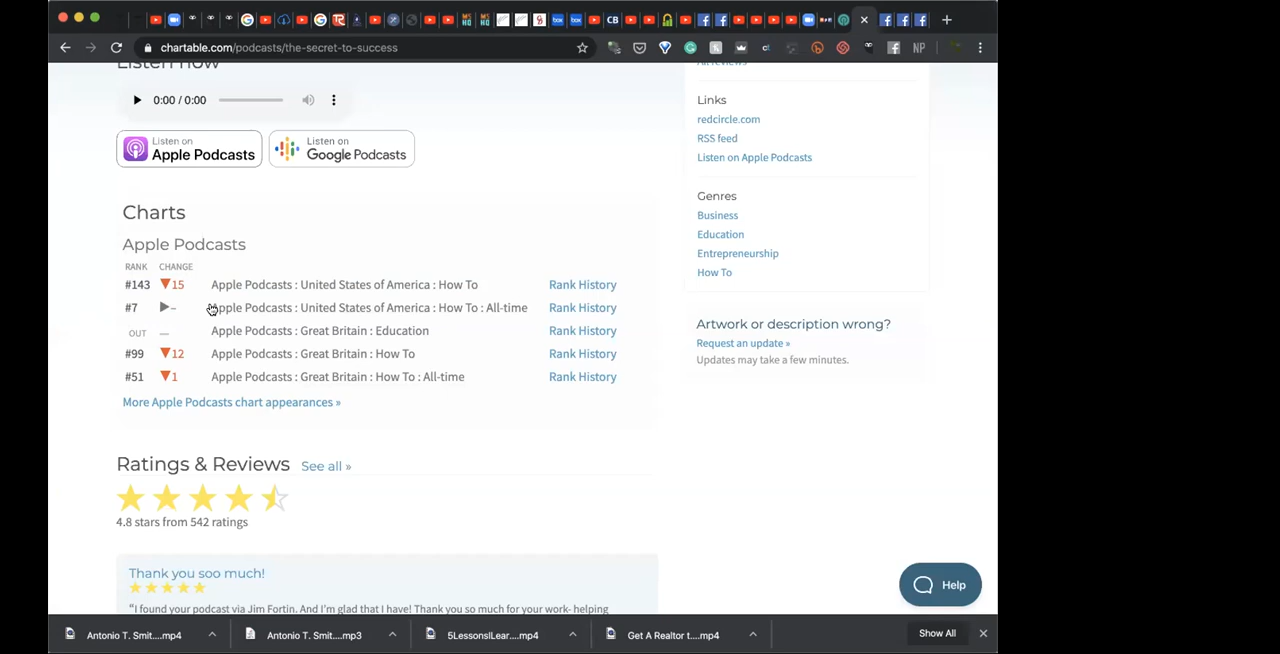 chartable.com/podcasts/the-secret-to-success
NP
Listen now
All reviews
0:00 / 0:00
Listen on
Apple Podcasts
Listen on
Google Podcasts
Links
redcircle.com
RSS feed
Listen on Apple Podcasts
Genres
Business
Education
Entrepreneurship
How To
Charts
Apple Podcasts
RANK CHANGE
#143 ▼15 Apple Podcasts : United States of America : How To Rank History
#7 ▶– Apple Podcasts : United States of America : How To : All-time Rank History
OUT — Apple Podcasts : Great Britain : Education Rank History
#99 ▼12 Apple Podcasts : Great Britain : How To Rank History
#51 ▼1 Apple Podcasts : Great Britain : How To : All-time Rank History
More Apple Podcasts chart appearances »
Artwork or description wrong?
Request an update »
Updates may take a few minutes.
Ratings & Reviews See all »
4.8 stars from 542 ratings
Thank you soo much!
“I found your podcast via Jim Fortin. And I'm glad that I have! Thank you so much for your work- helping
Help
Antonio T. Smit....mp4
Antonio T. Smit....mp3
5LessonsILear....mp4
Get A Realtor t....mp4
Show All